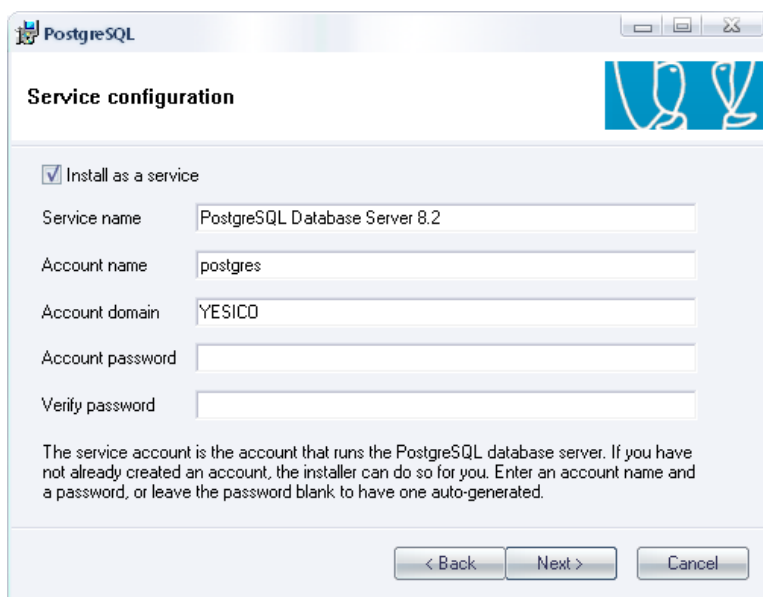 PostgreSQL
Service configuration
Install as a service
Service name PostgreSQL Database Server 8.2
Account name postgres
Account domain YESICO
Account password
Verify password
The service account is the account that runs the PostgreSQL database server. If you have
not already created an account, the installer can do so for you. Enter an account name and
a password, or leave the password blank to have one auto-generated.
< Back Next > Cancel